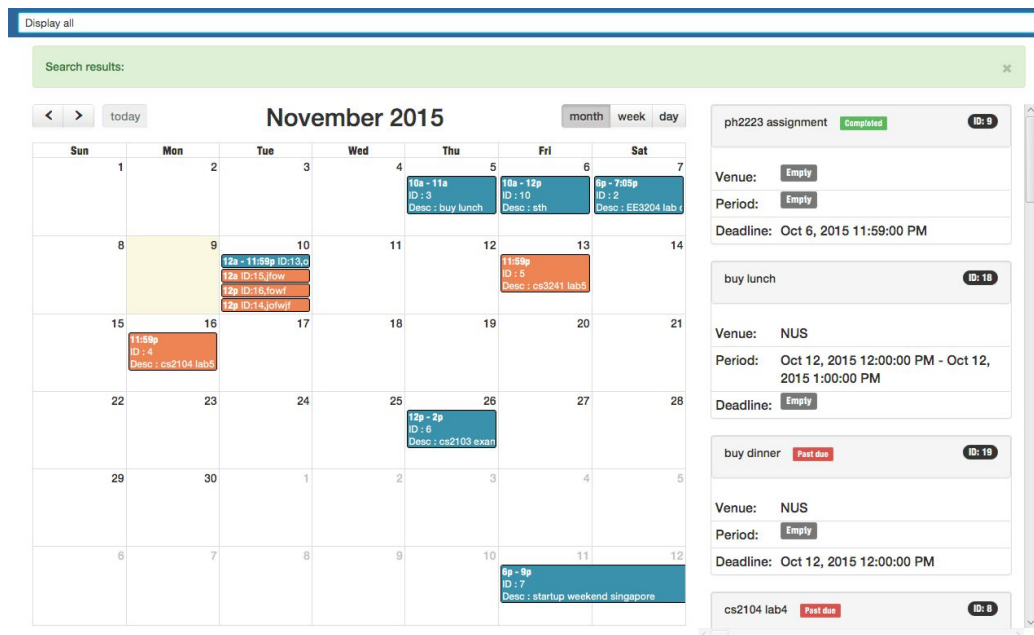 Display all
Search results:
×
today
November 2015
month week day
Sun Mon Tue Wed Thu Fri Sat
1 2 3 4 5 6 7
10a - 11a
ID : 3
Desc : buy lunch
10a - 12p
ID : 10
Desc : sth
6p - 7:05p
ID : 2
Desc : EE3204 lab
8 9 10 11 12 13 14
12a - 11:59p ID:13,o
12a ID:15,jfow
12p ID:16,fowf
12p ID:14,jofwjf
11:59p
ID : 5
Desc : cs3241 lab5
15 16 17 18 19 20 21
11:59p
ID : 4
Desc : cs2104 lab5
22 23 24 25 26 27 28
12p - 2p
ID : 6
Desc : cs2103 exan
29 30 1 2 3 4 5
6 7 8 9 10 11 12
6p - 9p
ID : 7
Desc : startup weekend singapore
ph2223 assignment Completed ID: 9
Venue: Empty
Period: Empty
Deadline: Oct 6, 2015 11:59:00 PM
buy lunch ID: 18
Venue: NUS
Period: Oct 12, 2015 12:00:00 PM - Oct 12,
2015 1:00:00 PM
Deadline: Empty
buy dinner Past due ID: 19
Venue: NUS
Period: Empty
Deadline: Oct 12, 2015 12:00:00 PM
cs2104 lab4 Past due ID: 8